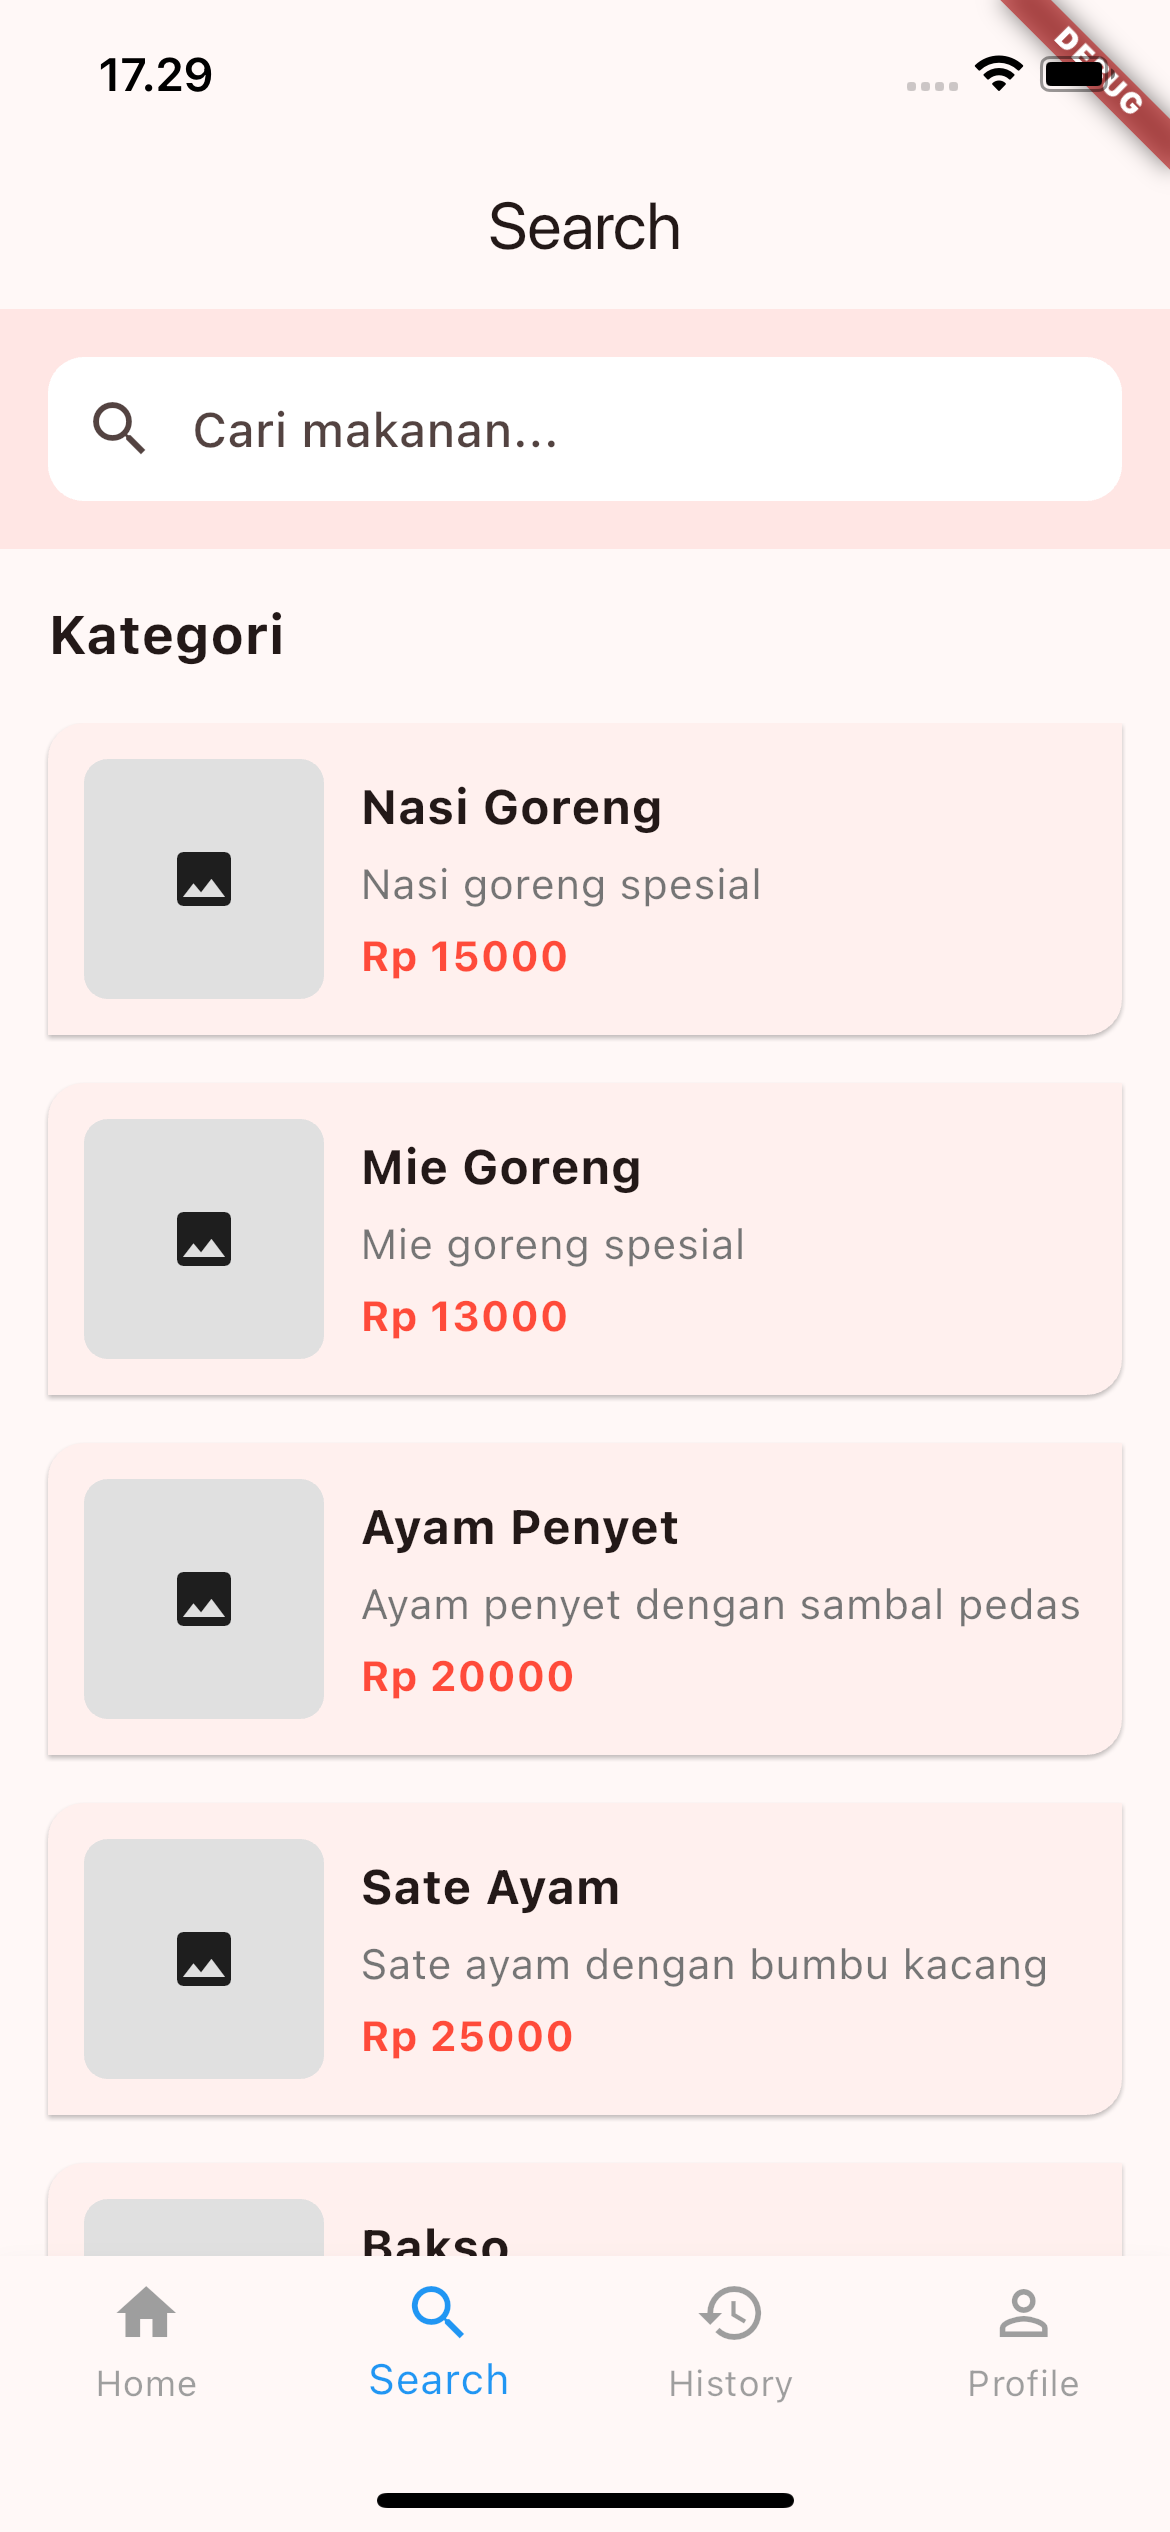 17.29
DEBUG
Search
Cari makanan...
Kategori
Nasi Goreng
Nasi goreng spesial
Rp 15000
Mie Goreng
Mie goreng spesial
Rp 13000
Ayam Penyet
Ayam penyet dengan sambal pedas
Rp 20000
Sate Ayam
Sate ayam dengan bumbu kacang
Rp 25000
Bakso
Home
Search
History
Profile